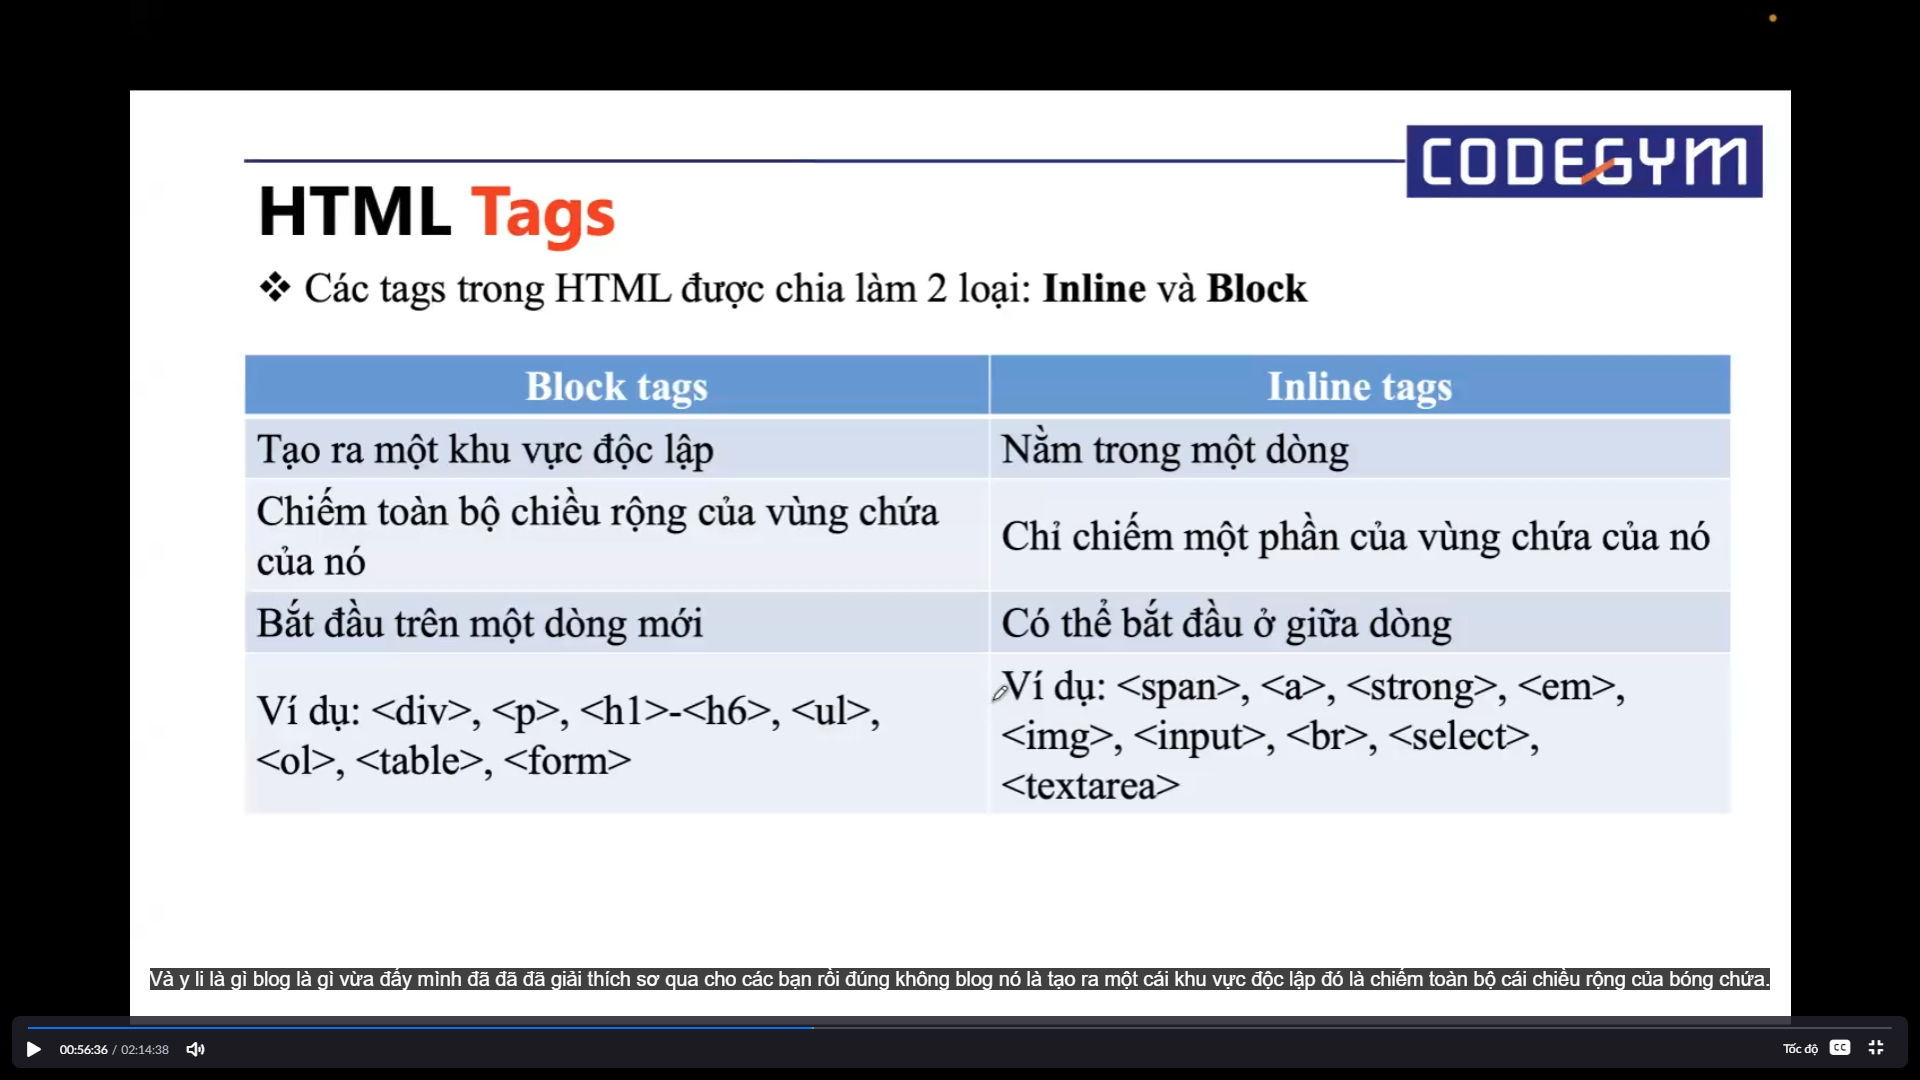 CODEGYM
HTML Tags
❖ Các tags trong HTML được chia làm 2 loại: Inline và Block
Block tags
Inline tags
Tạo ra một khu vực độc lập
Nằm trong một dòng
Chiếm toàn bộ chiều rộng của vùng chứa
của nó
Chỉ chiếm một phần của vùng chứa của nó
Bắt đầu trên một dòng mới
Có thể bắt đầu ở giữa dòng
Ví dụ: <div>, <p>, <h1>-<h6>, <ul>,
<ol>, <table>, <form>
Ví dụ: <span>, <a>, <strong>, <em>,
<img>, <input>, <br>, <select>,
<textarea>
Và y li là gì blog là gì vừa đấy mình đã đã đã giải thích sơ qua cho các bạn rồi đúng không blog nó là tạo ra một cái khu vực độc lập đó là chiếm toàn bộ cái chiều rộng của bóng chứa.
00:56:36 / 02:14:38
Tốc độ
CC